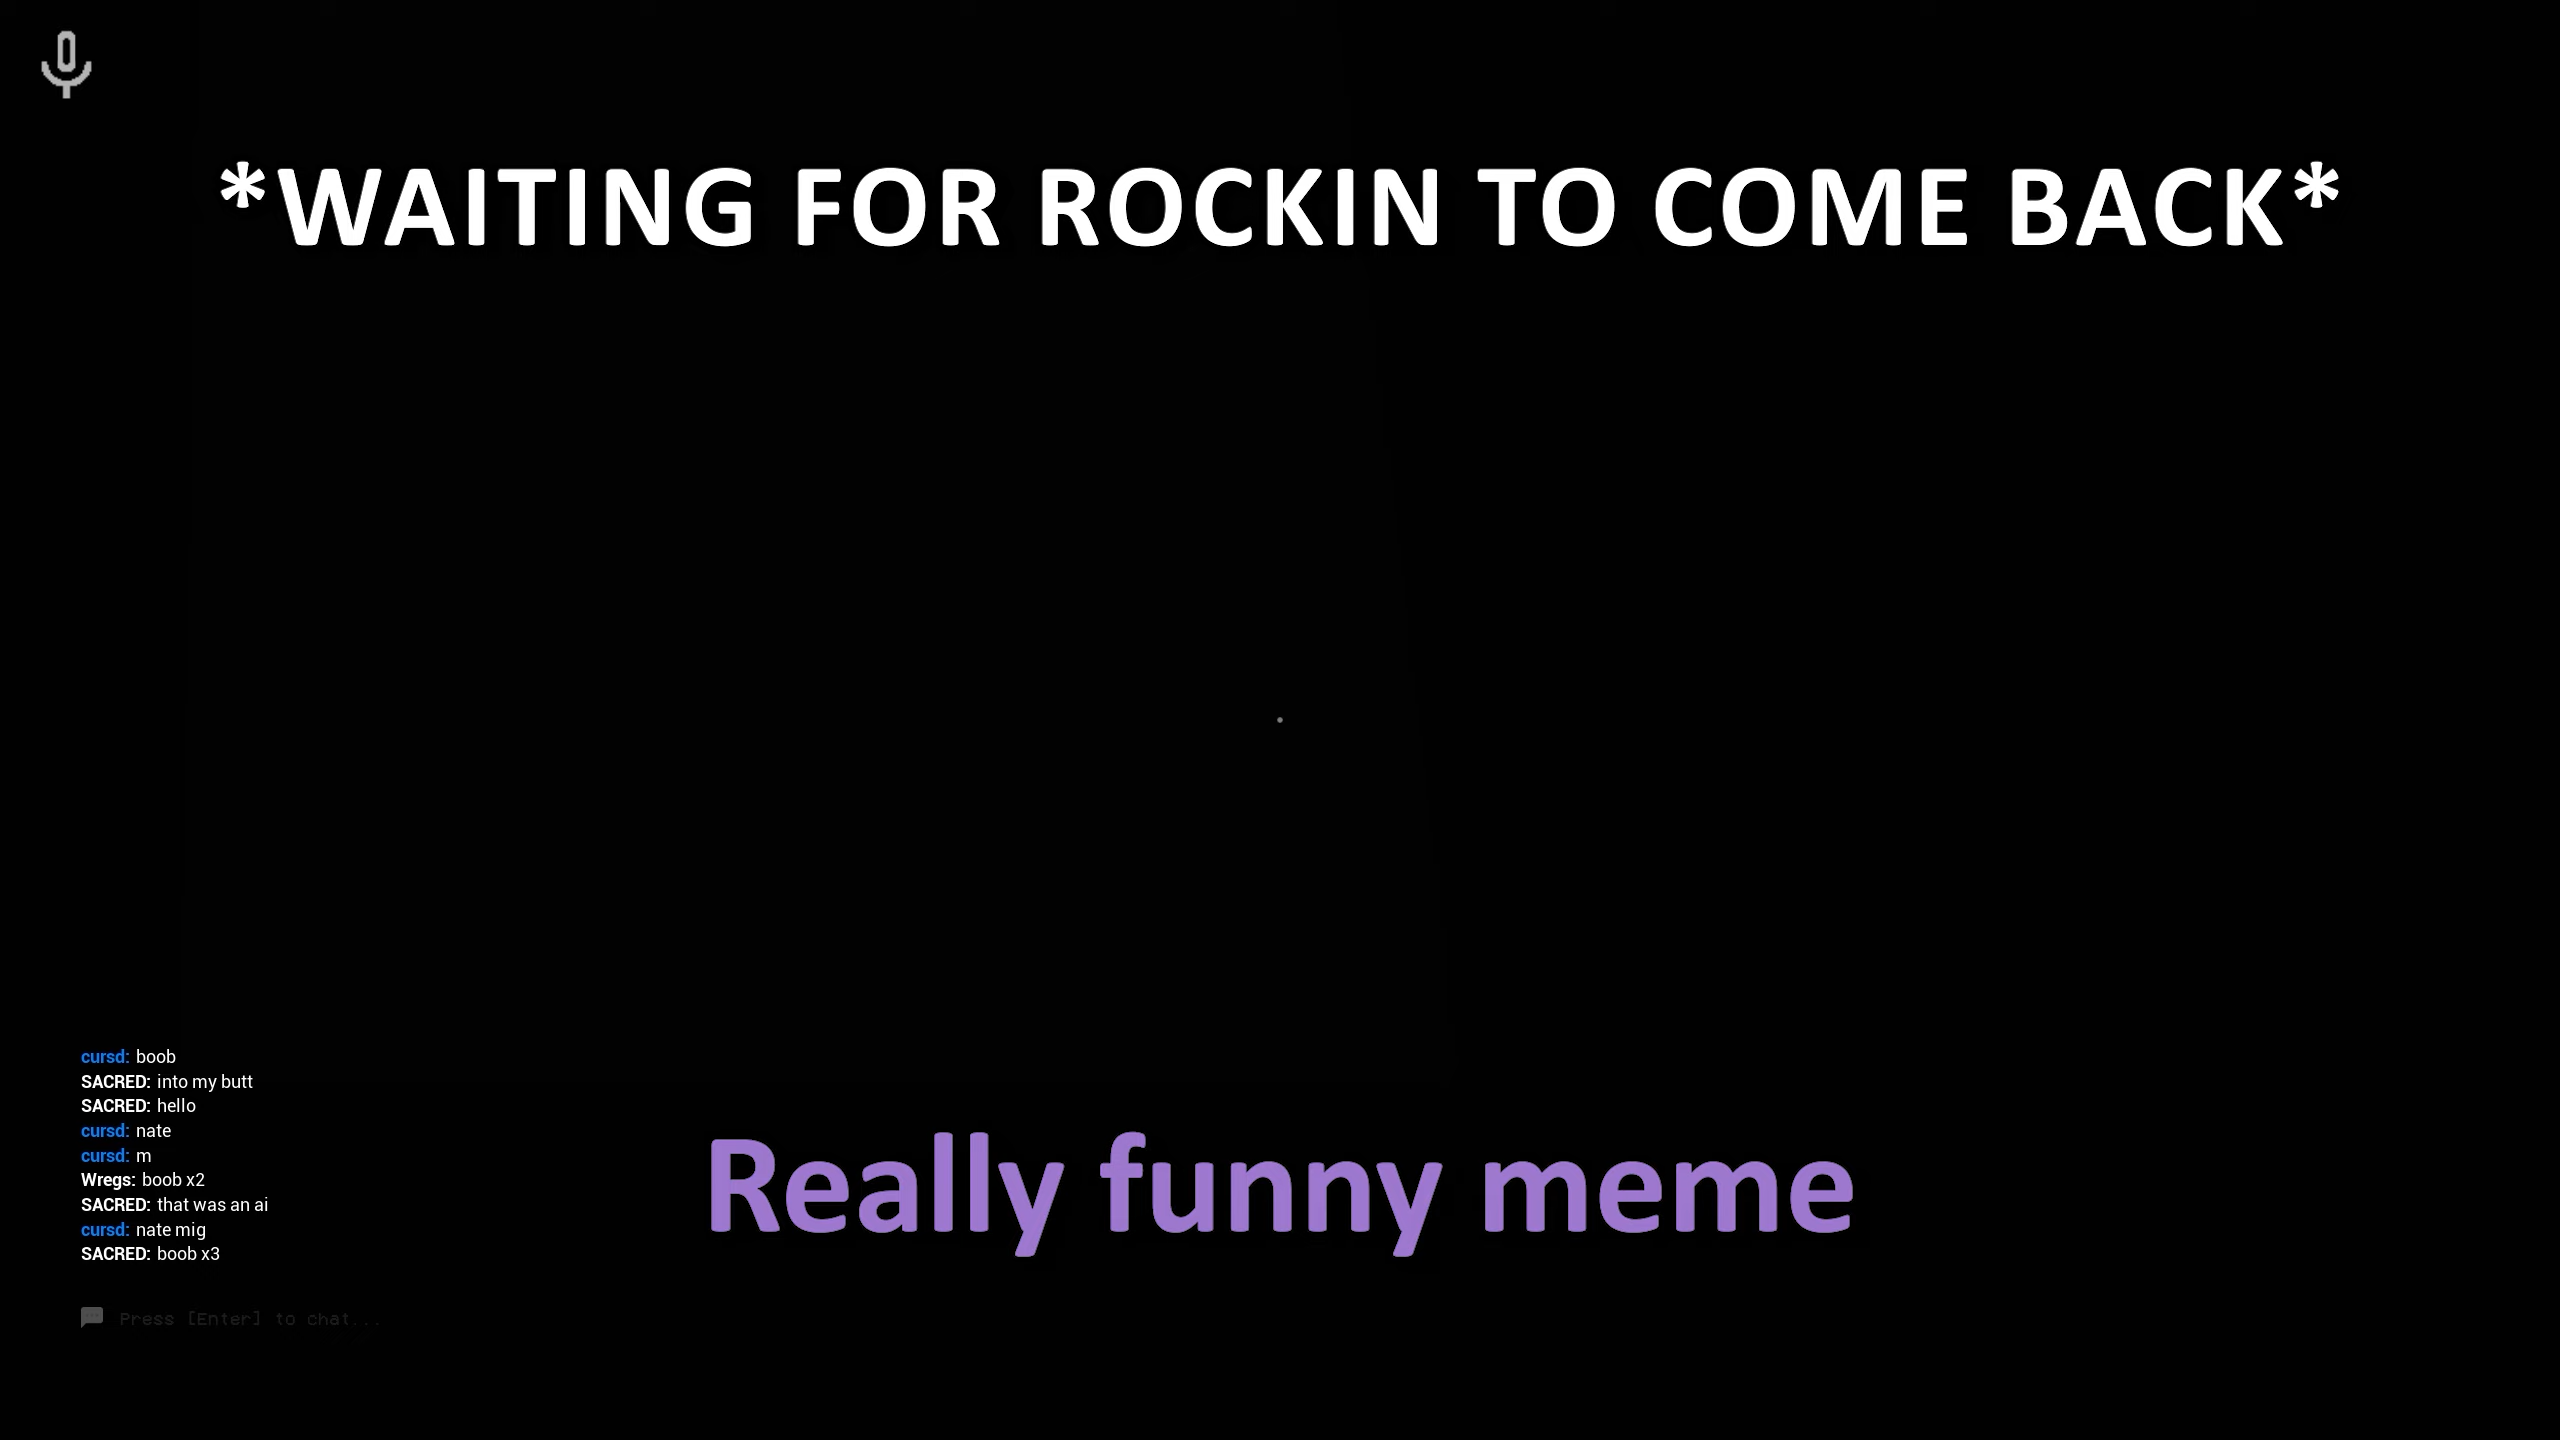 *WAITING FOR ROCKIN TO COME BACK*
cursd: boob
SACRED: into my butt
SACRED: hello
cursd: nate
cursd: m
Wregs: boob x2
SACRED: that was an ai
cursd: nate mig
SACRED: boob x3
Really funny meme
Press [Enter] to chat...